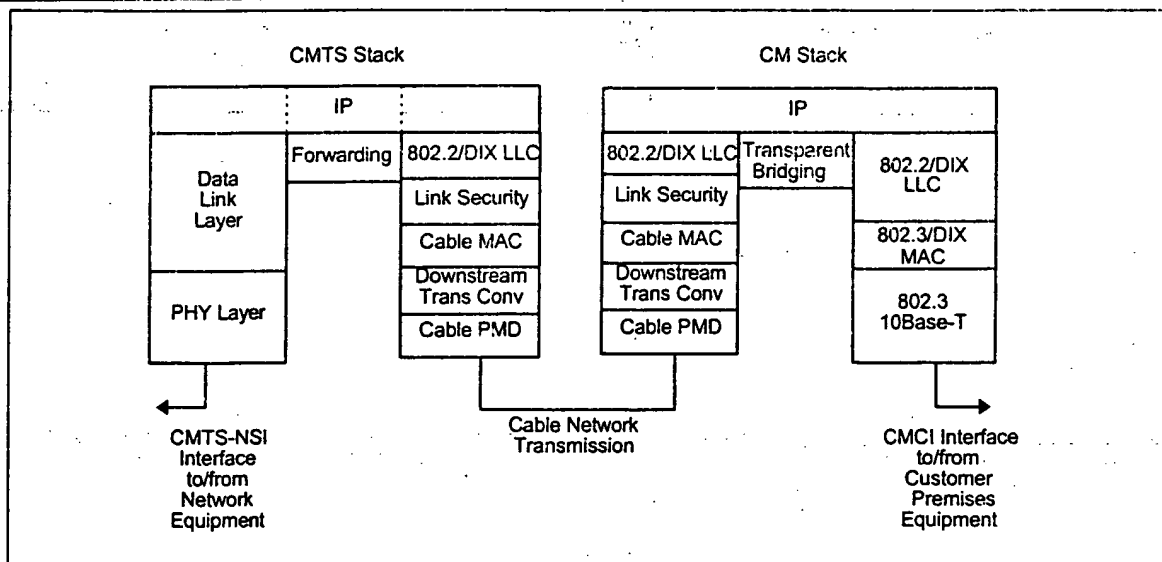 CMTS Stack
CM Stack
IP
IP
Data
Link
Layer
Forwarding
802.2/DIX LLC
Link Security
Cable MAC
Downstream
Trans Conv
Cable PMD
PHY Layer
802.2/DIX LLC
Link Security
Cable MAC
Downstream
Trans Conv
Cable PMD
Transparent
Bridging
802.2/DIX
LLC
802.3/DIX
MAC
802.3
10Base-T
CMTS-NSI
Interface
to/from
Network
Equipment
Cable Network
Transmission
CMCI Interface
to/from
Customer
Premises
Equipment